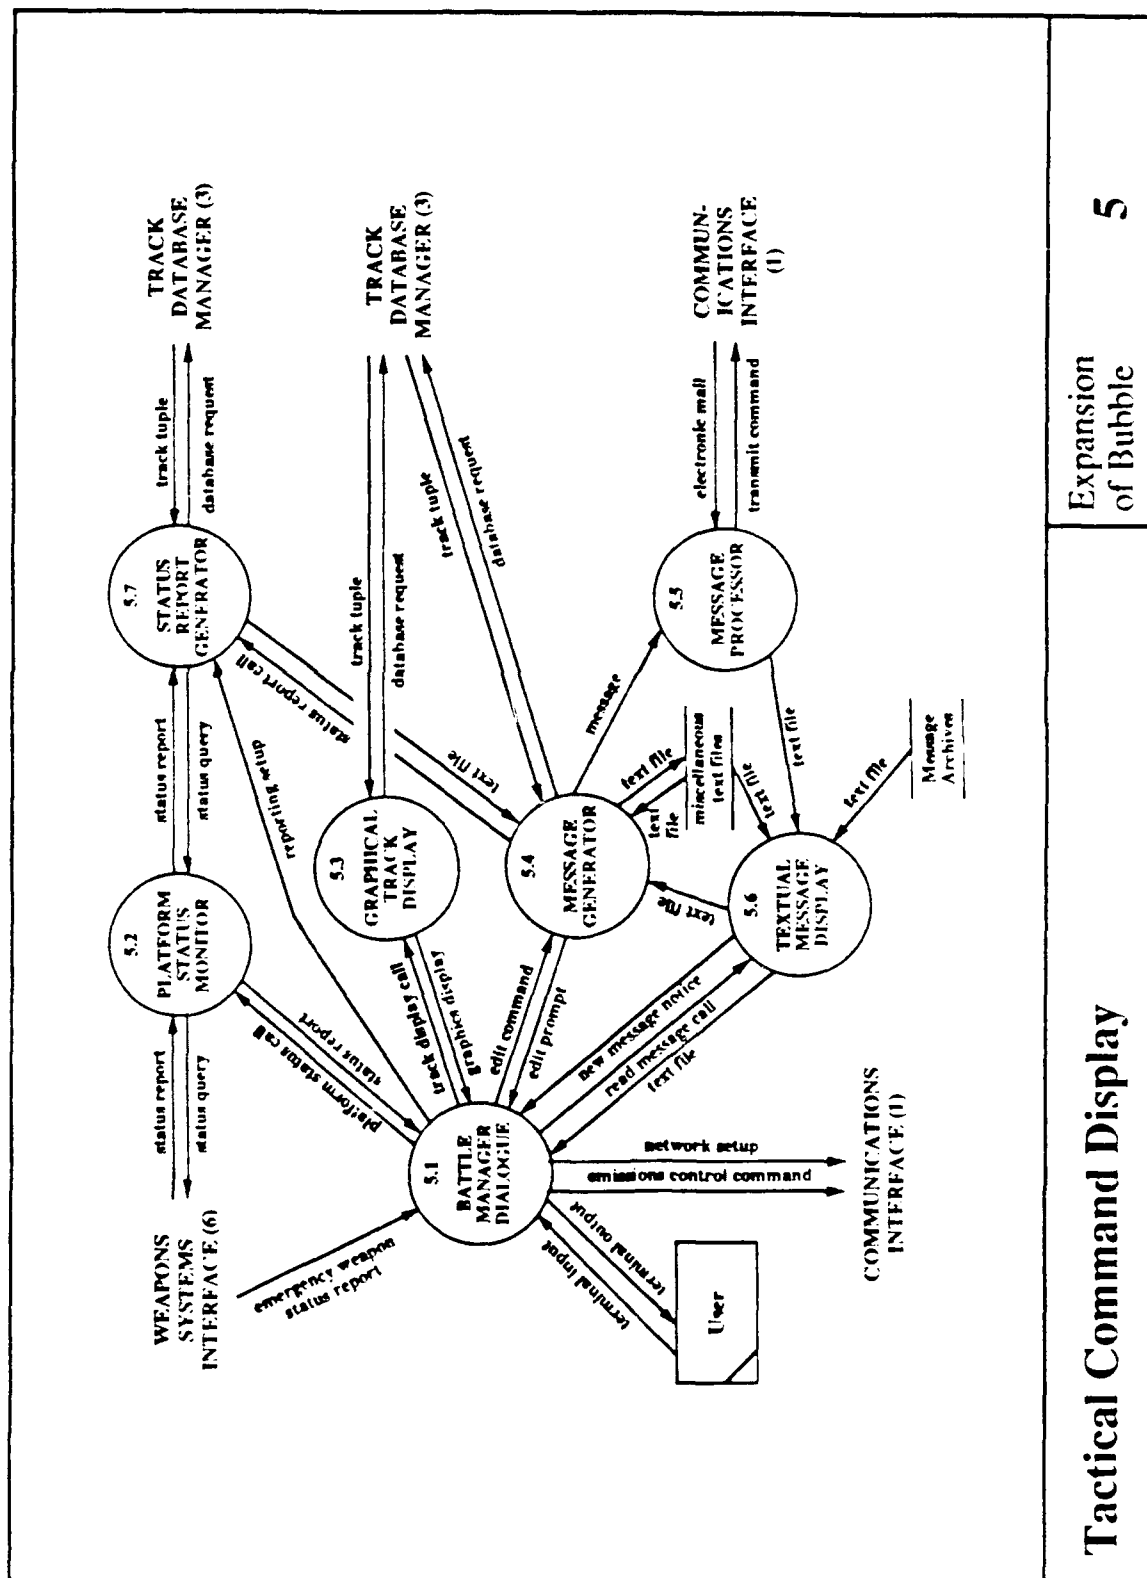 WEAPONS
SYSTEMS
INTERFACE (6)
status report
status query
5.2
PLATFORM
STATUS
MONITOR
status report
status query
5.7
STATUS
REPORT
GENERATOR
track tuple
database request
TRACK
DATABASE
MANAGER (3)
emergency weapon
status report
platform status call
status report
reporting setup
status report call
text file
5.3
GRAPHICAL
TRACK
DISPLAY
track display call
graphics display
track tuple
database request
TRACK
DATABASE
MANAGER (3)
5.1
BATTLE
MANAGER
DIALOGUE
edit command
edit prompt
5.4
MESSAGE
GENERATOR
track tuple
database request
message
text file
text
file
miscellaneous
text files
text file
5.5
MESSAGE
PROCESSOR
electronic mail
transmit command
COMMUN-
ICATIONS
INTERFACE
(1)
terminal input
terminal output
User
new message notice
read message call
text file
text file
5.6
TEXTUAL
MESSAGE
DISPLAY
text file
text file
Message
Archives
network setup
emissions control command
COMMUNICATIONS
INTERFACE (1)
Tactical Command Display
Expansion
of Bubble
5